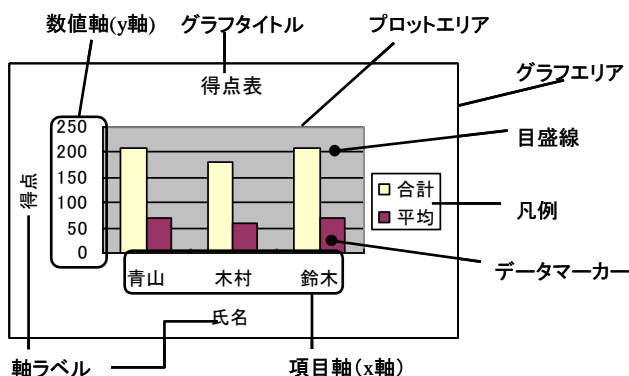 数値軸(y軸)
グラフタイトル
プロットエリア
グラフエリア
得点表
目盛線
250
200
150
100
50
0
得点
合計
平均
凡例
データマーカー
青山
木村
鈴木
氏名
軸ラベル
項目軸(x軸)